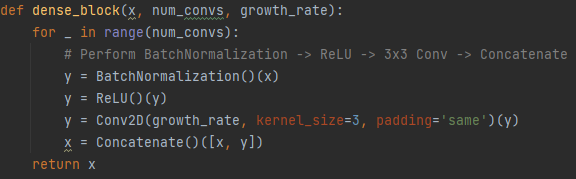 def dense_block(x, num_convs, growth_rate):
    for _ in range(num_convs):
        # Perform BatchNormalization -> ReLU -> 3x3 Conv -> Concatenate
        y = BatchNormalization()(x)
        y = ReLU()(y)
        y = Conv2D(growth_rate, kernel_size=3, padding='same')(y)
        x = Concatenate()([x, y])
    return x